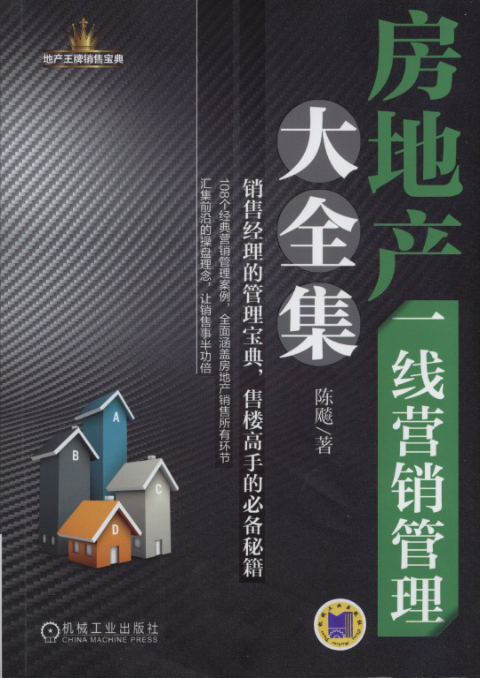 地产王牌销售宝典
房地产
一线营销管理
大全集
陈飚/著
销售经理的管理宝典，售楼高手的必备秘籍
108个经典营销管理案例，全面涵盖房地产销售所有环节
汇集前沿的操盘理念，让销售事半功倍
A
B
C
D
机械工业出版社
CHINA MACHINE PRESS